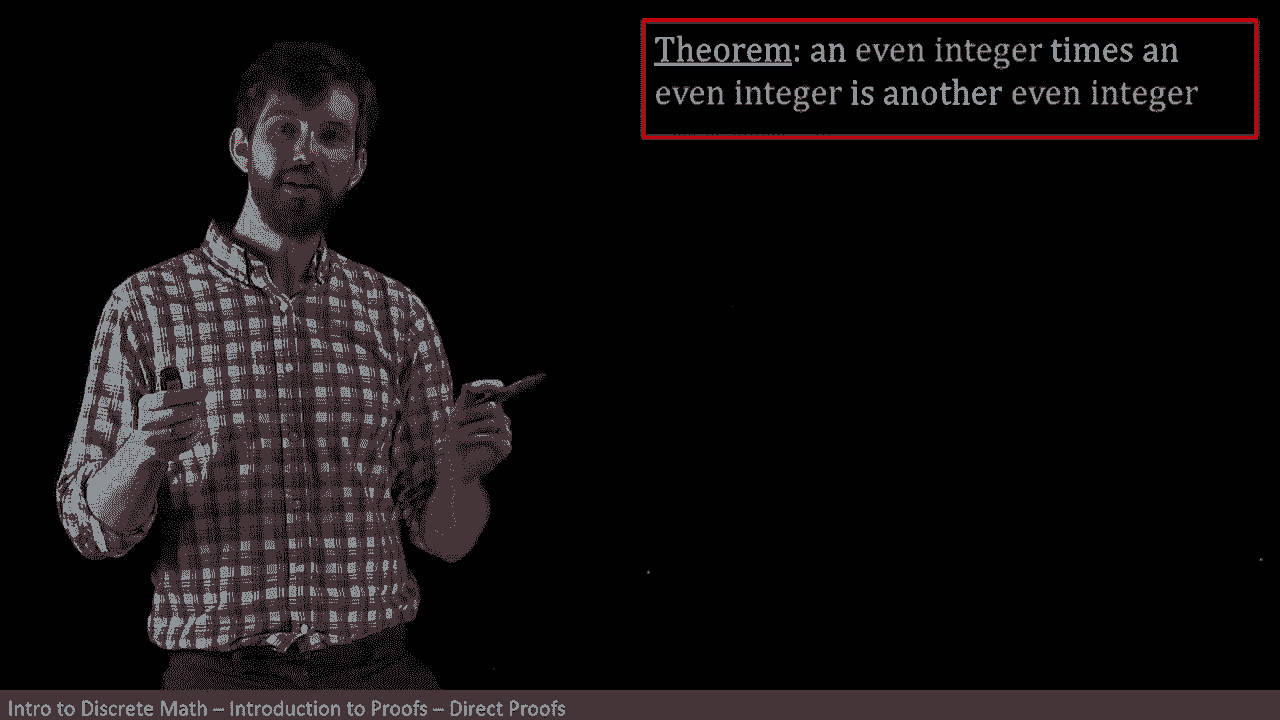 Theorem: an even integer times an
even integer is another even integer
Intro to Discrete Math – Introduction to Proofs – Direct Proofs